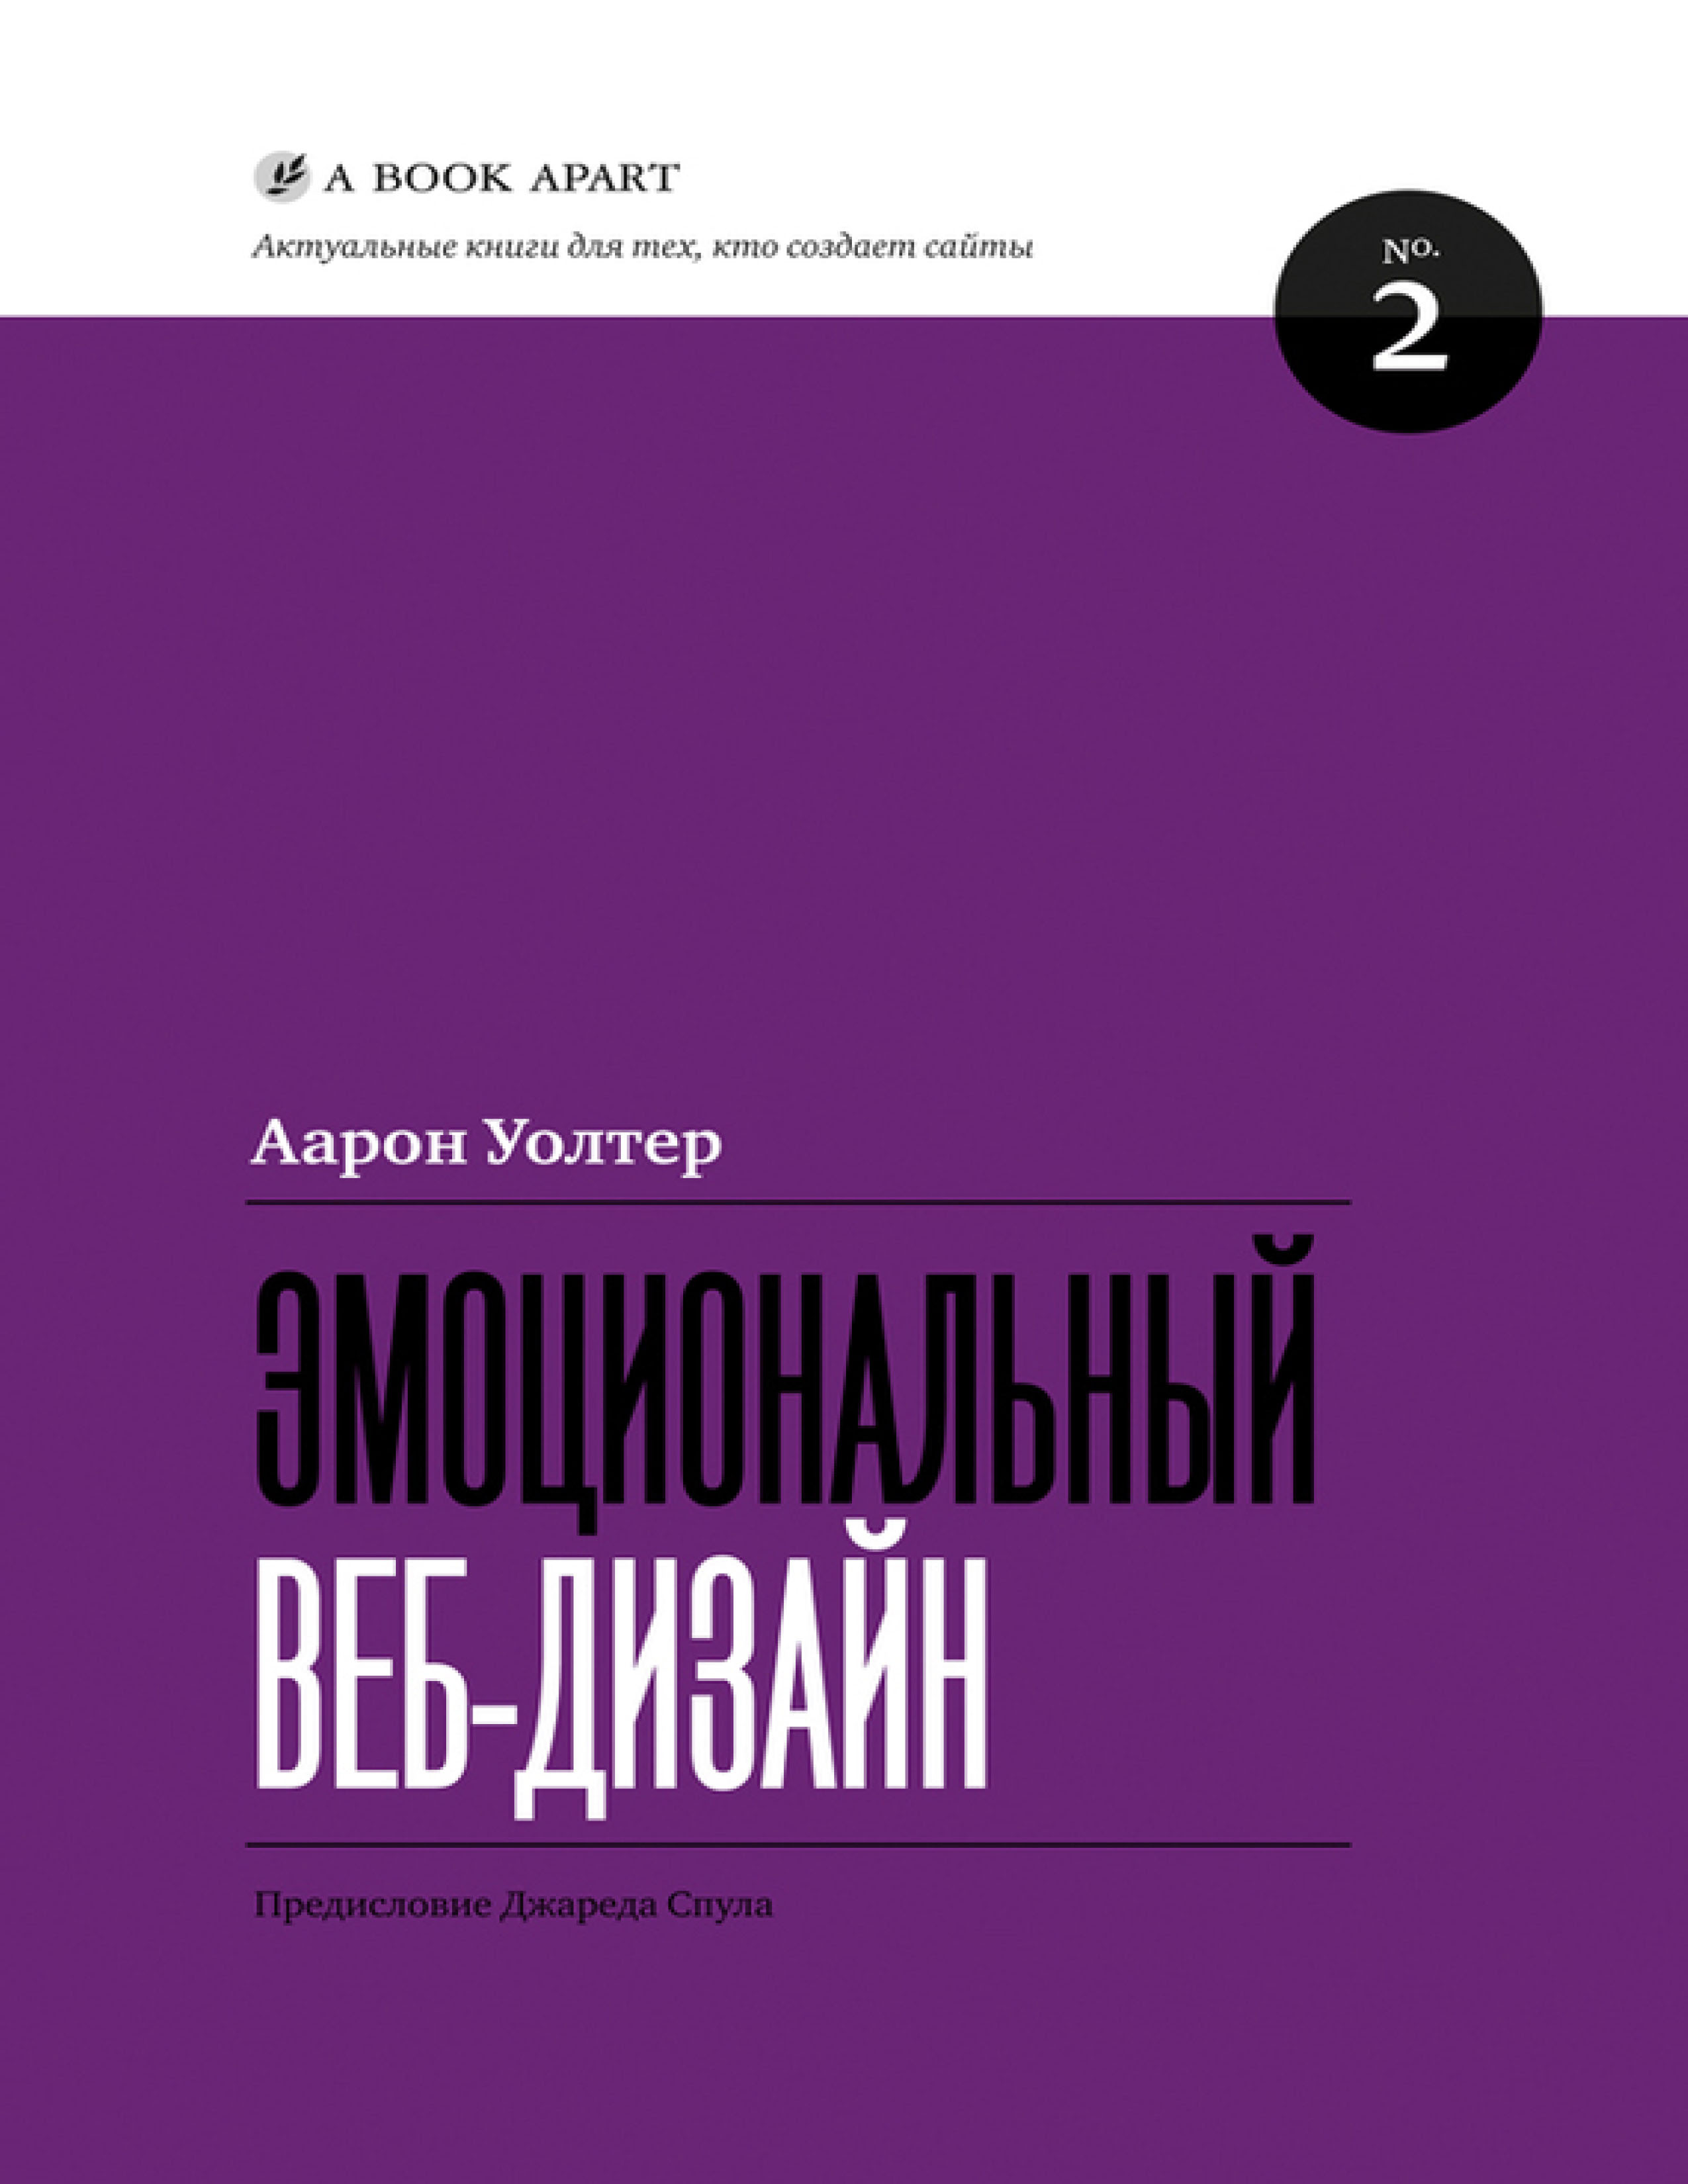 A BOOK APART
Актуальные книги для тех, кто создает сайты
No.
2
Аарон Уолтер
ЭМОЦИОНАЛЬНЫЙ
ВЕБ-ДИЗАЙН
Предисловие Джареда Спула